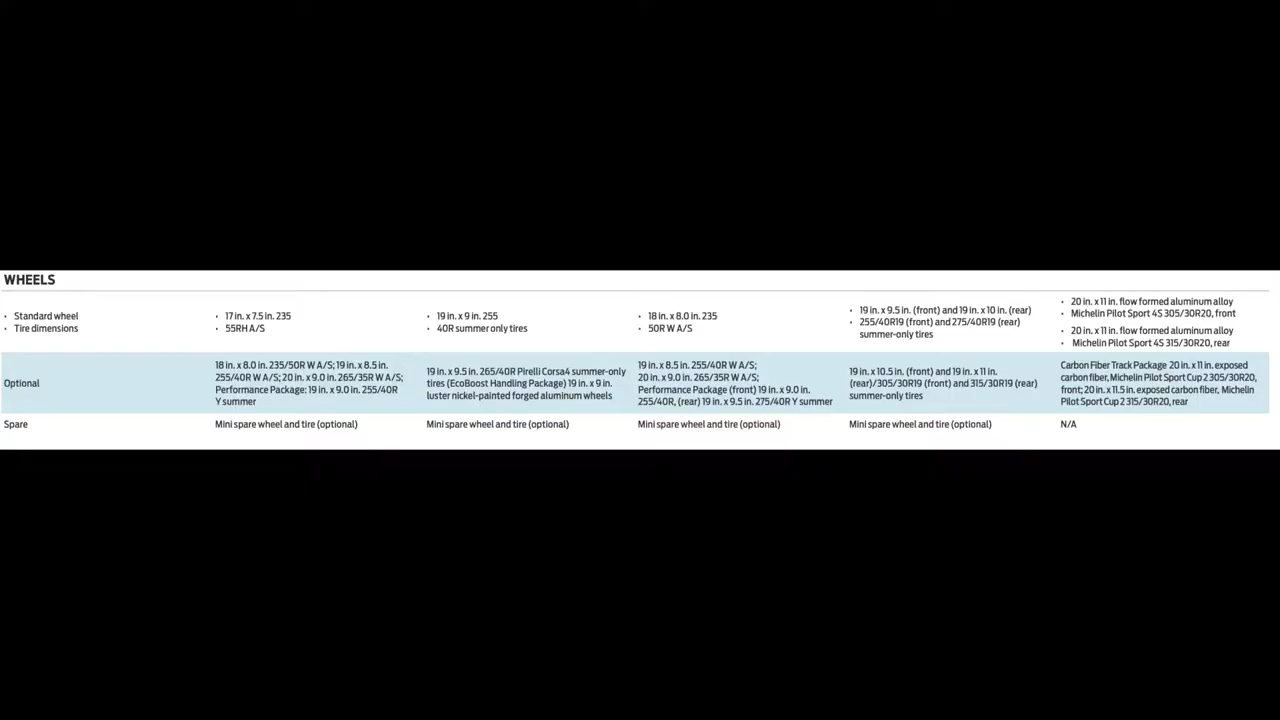 WHEELS
• Standard wheel
• Tire dimensions
• 17 in. x 7.5 in. 235
• 55RH A/S
• 19 in. x 9 in. 255
• 40R summer only tires
• 18 in. x 8.0 in. 235
• 50R W A/S
• 19 in. x 9.5 in. (front) and 19 in. x 10 in. (rear)
• 255/40R19 (front) and 275/40R19 (rear)
summer-only tires
• 20 in. x 11 in. flow formed aluminum alloy
• Michelin Pilot Sport 4S 305/30R20, front
• 20 in. x 11 in. flow formed aluminum alloy
• Michelin Pilot Sport 4S 315/30R20, rear
Optional
18 in. x 8.0 in. 235/50R W A/S; 19 in. x 8.5 in.
255/40R W A/S; 20 in. x 9.0 in. 265/35R W A/S;
Performance Package: 19 in. x 9.0 in. 255/40R
Y summer
19 in. x 9.5 in. 265/40R Pirelli Corsa4 summer-only
tires (EcoBoost Handling Package) 19 in. x 9 in.
luster nickel-painted forged aluminum wheels
19 in. x 8.5 in. 255/40R W A/S;
20 in. x 9.0 in. 265/35R W A/S;
Performance Package (front) 19 in. x 9.0 in.
255/40R, (rear) 19 in. x 9.5 in. 275/40R Y summer
19 in. x 10.5 in. (front) and 19 in. x 11 in.
(rear)/305/30R19 (front) and 315/30R19 (rear)
summer-only tires
Carbon Fiber Track Package 20 in. x 11 in. exposed
carbon fiber, Michelin Pilot Sport Cup 2 305/30R20,
front; 20 in. x 11.5 in. exposed carbon fiber, Michelin
Pilot Sport Cup 2 315/30R20, rear
Spare
Mini spare wheel and tire (optional)
Mini spare wheel and tire (optional)
Mini spare wheel and tire (optional)
Mini spare wheel and tire (optional)
N/A